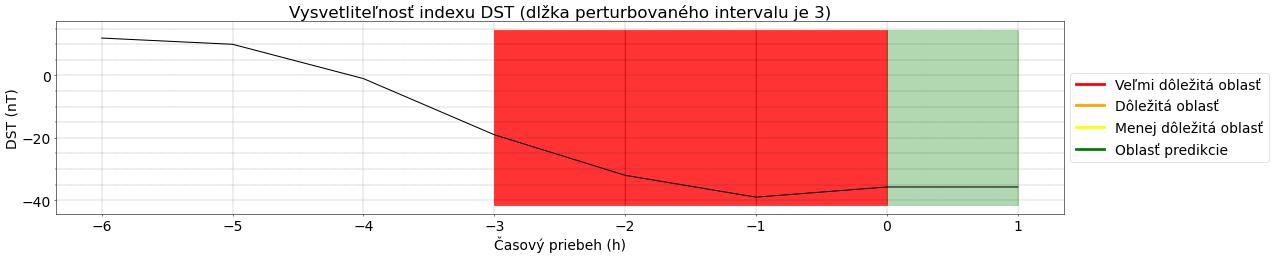 Vysvetliteľnosť indexu DST (dĺžka perturbovaného intervalu je 3)
DST (nT)
0
−20
−40
−6 −5 −4 −3 −2 −1 0 1
Časový priebeh (h)
Veľmi dôležitá oblasť
Dôležitá oblasť
Menej dôležitá oblasť
Oblasť predikcie